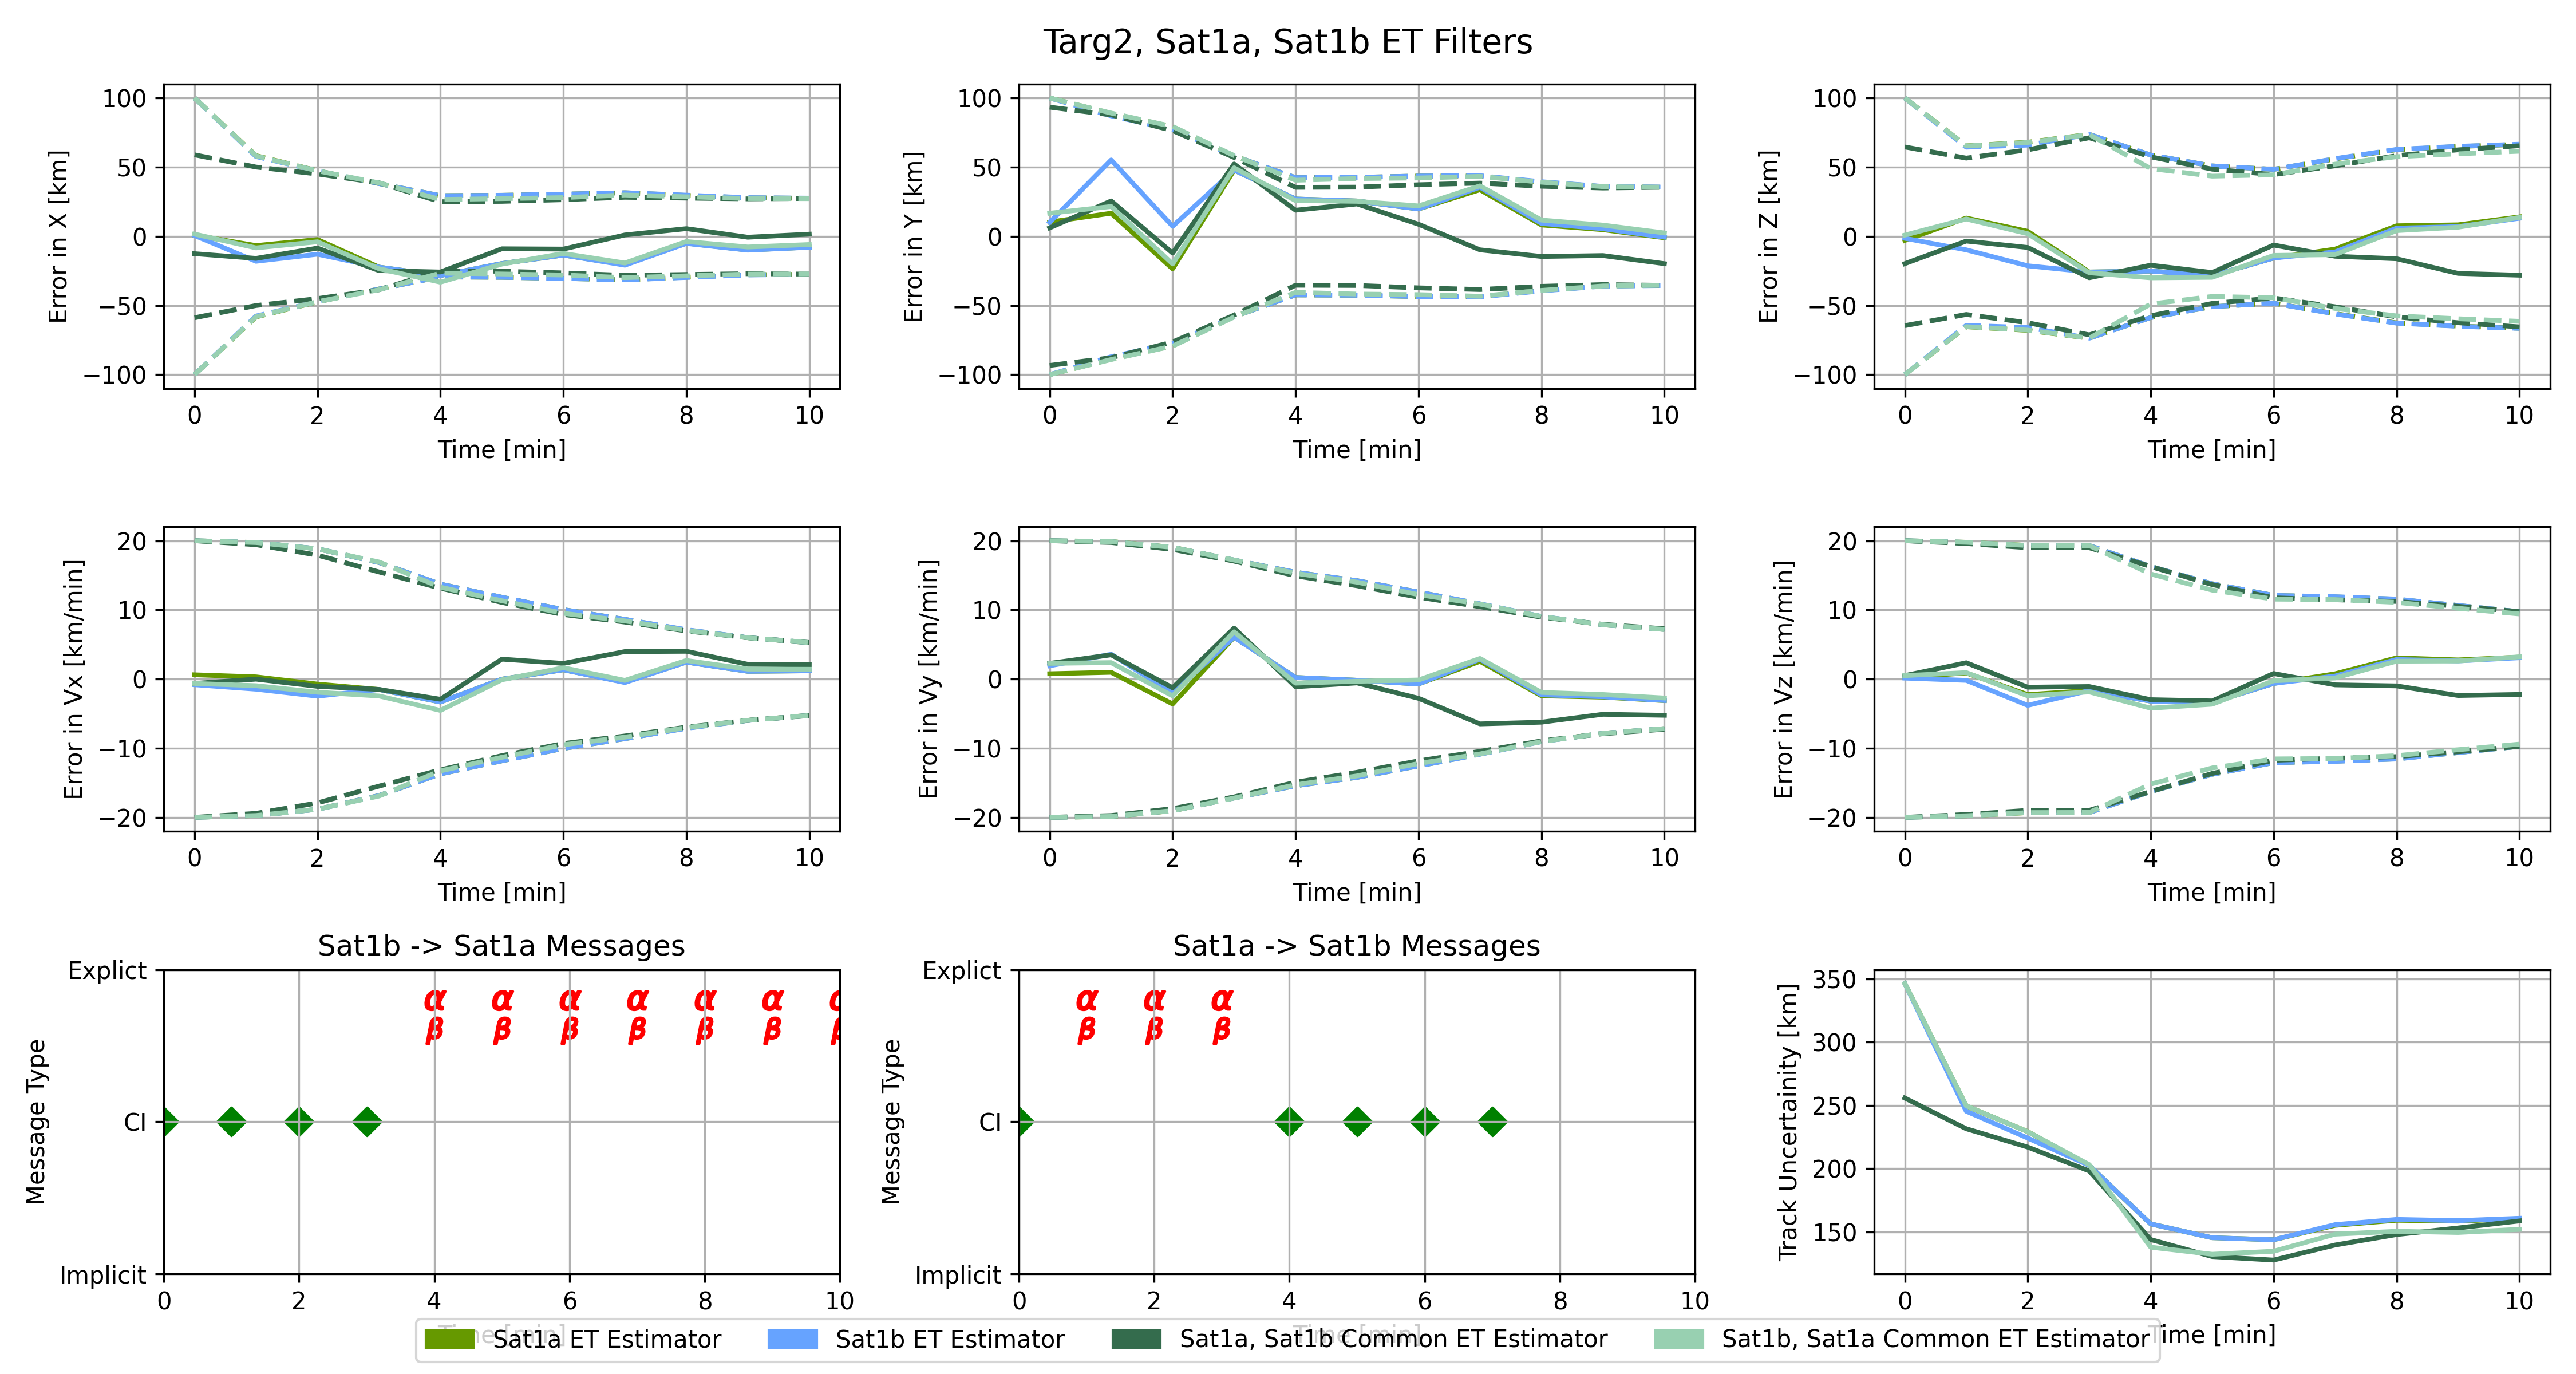 Targ2, Sat1a, Sat1b ET Filters
Error in X [km]
100
50
0
−50
−100
0 2 4 6 8 10
Time [min]
Error in Y [km]
100
50
0
−50
−100
0 2 4 6 8 10
Time [min]
Error in Z [km]
100
50
0
−50
−100
0 2 4 6 8 10
Time [min]
Error in Vx [km/min]
20
10
0
−10
−20
0 2 4 6 8 10
Time [min]
Error in Vy [km/min]
20
10
0
−10
−20
0 2 4 6 8 10
Time [min]
Error in Vz [km/min]
20
10
0
−10
−20
0 2 4 6 8 10
Time [min]
Sat1b -> Sat1a Messages
Message Type
Explict
α α α α α α α
β β β β β β β
CI
Implicit
0 2 4 6 8 10
Time [min]
Sat1a -> Sat1b Messages
Message Type
Explict
α α α
β β β
CI
Implicit
0 2 4 6 8 10
Time [min]
Track Uncertainity [km]
350
300
250
200
150
0 2 4 6 8 10
Time [min]
Sat1a ET Estimator
Sat1b ET Estimator
Sat1a, Sat1b Common ET Estimator
Sat1b, Sat1a Common ET Estimator